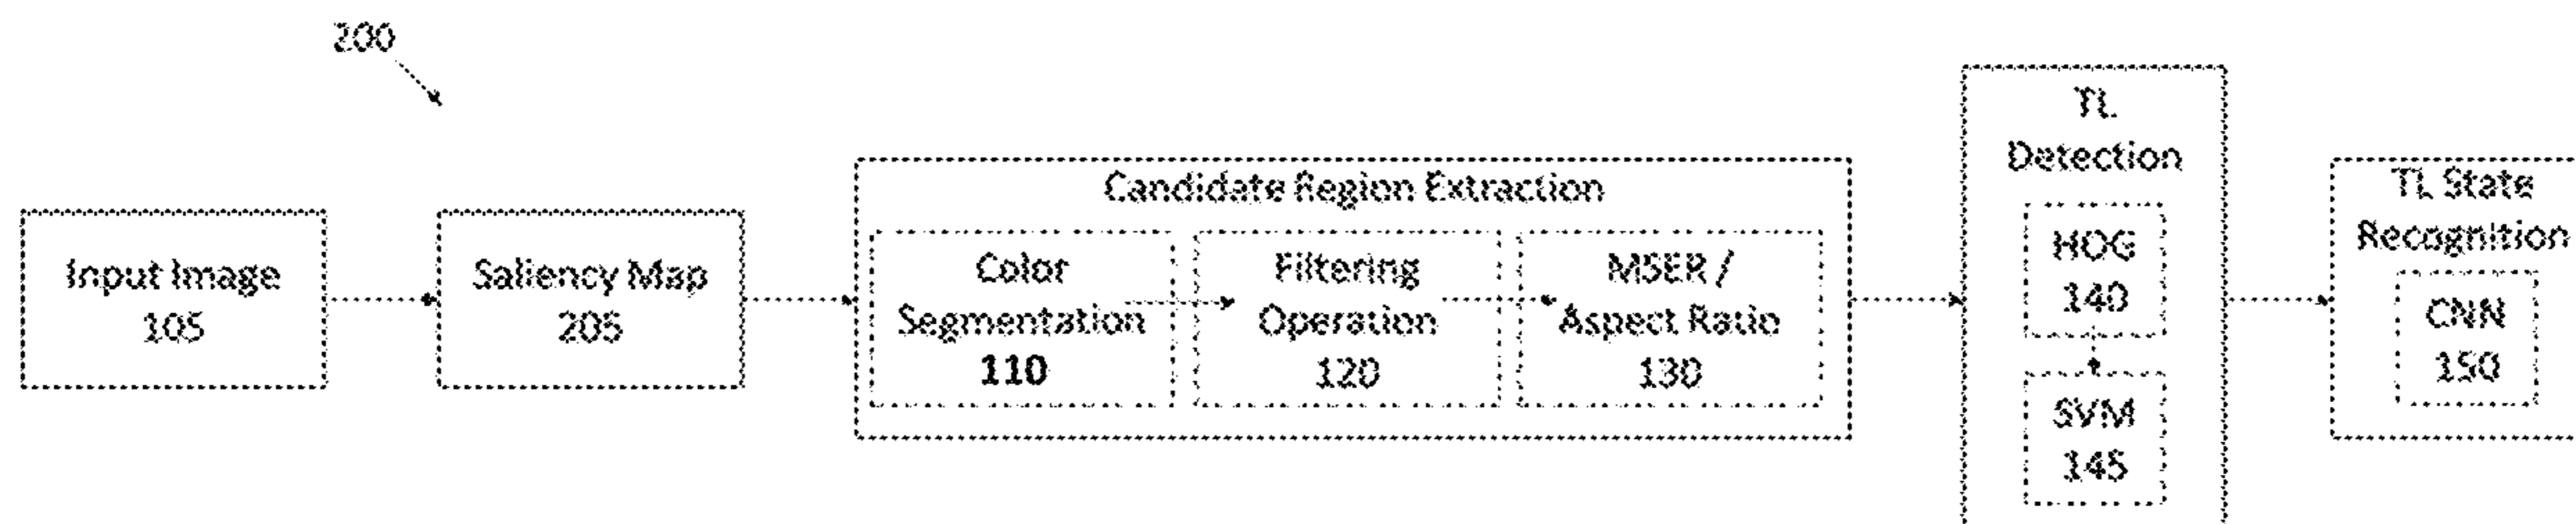 200
Input Image
105
Saliency Map
205
Candidate Region Extraction
Color
Segmentation
110
Filtering
Operation
120
MSER /
Aspect Ratio
130
TL
Detection
HOG
140
SVM
145
TL State
Recognition
CNN
150